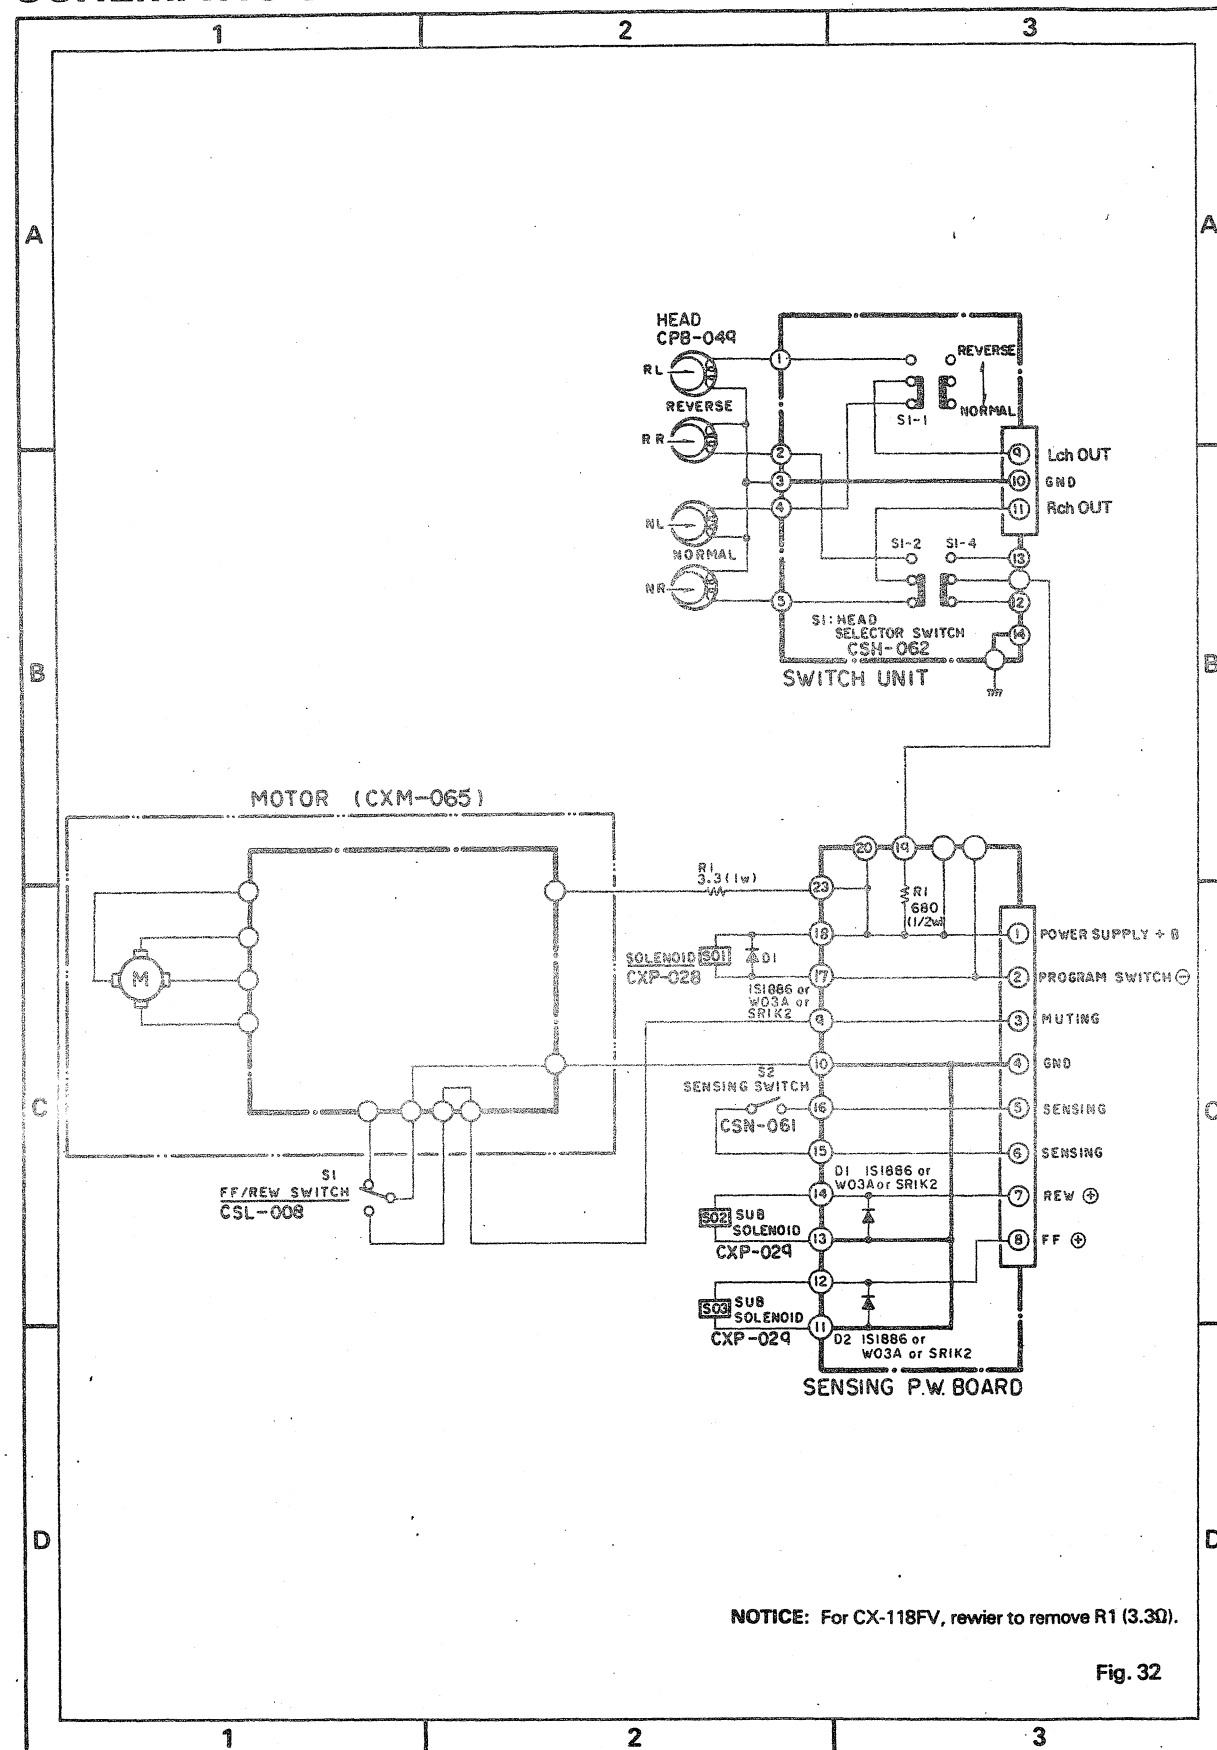 1 2 3
A A
HEAD
CPB-049
RL
REVERSE
RR
NL
NORMAL
NR
1
2
3
4
5
REVERSE
NORMAL
S1-1
9 Lch OUT
10 GND
11 Rch OUT
S1-2 S1-4
13
12
14
S1: HEAD
SELECTOR SWITCH
CSH-062
SWITCH UNIT
B B
MOTOR (CXM-065)
M
R1
3.3(1w)
20 19
23
R1
680
(1/2w)
18
1 POWER SUPPLY + B
SOLENOID SO1
CXP-028
D1
17
2 PROGRAM SWITCH ⊖
1S1886 or
W03A or
SR1K2
9
3 MUTING
10
4 GND
S2
SENSING SWITCH
16
5 SENSING
CSN-061
15
6 SENSING
C C
S1
FF/REW SWITCH
CSL-008
D1 1S1886 or
W03A or SR1K2
14
7 REW ⊕
SO2 SUB
SOLENOID
13
8 FF ⊕
CXP-029
12
SO3 SUB
SOLENOID
11
CXP-029
D2 1S1886 or
W03A or SR1K2
SENSING P.W. BOARD
D D
NOTICE: For CX-118FV, rewier to remove R1 (3.3Ω).
Fig. 32
1 2 3